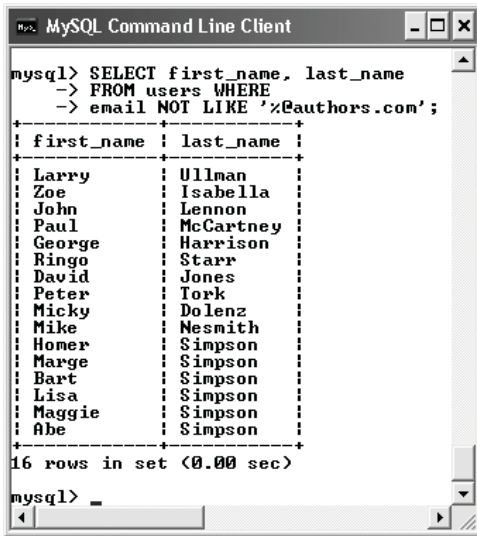 MySQL Command Line Client
mysql> SELECT first_name, last_name
    -> FROM users WHERE
    -> email NOT LIKE '%@authors.com';
+------------+-----------+
| first_name | last_name |
+------------+-----------+
| Larry      | Ullman    |
| Zoe        | Isabella  |
| John       | Lennon    |
| Paul       | McCartney |
| George     | Harrison  |
| Ringo      | Starr     |
| David      | Jones     |
| Peter      | Tork      |
| Micky      | Dolenz    |
| Mike       | Nesmith   |
| Homer      | Simpson   |
| Marge      | Simpson   |
| Bart       | Simpson   |
| Lisa       | Simpson   |
| Maggie     | Simpson   |
| Abe        | Simpson   |
+------------+-----------+
16 rows in set (0.00 sec)
mysql> _